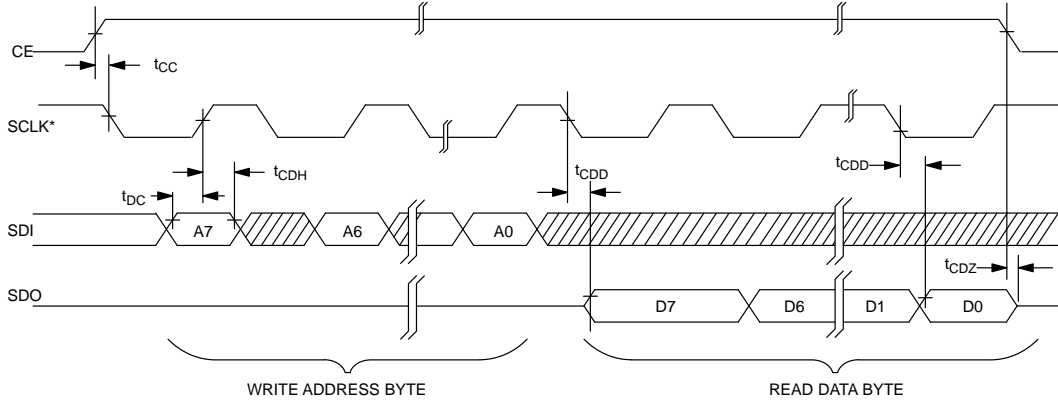 CE
tCC
SCLK*
tCDH
tCDD
tCDD
tDC
SDI
A7
A6
A0
tCDZ
SDO
D7
D6
D1
D0
WRITE ADDRESS BYTE
READ DATA BYTE